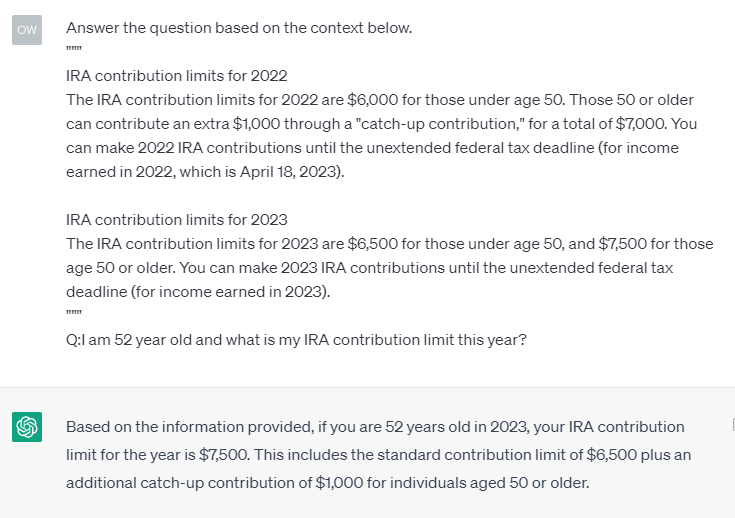 OW
Answer the question based on the context below.
"""
IRA contribution limits for 2022
The IRA contribution limits for 2022 are $6,000 for those under age 50. Those 50 or older
can contribute an extra $1,000 through a "catch-up contribution," for a total of $7,000. You
can make 2022 IRA contributions until the unextended federal tax deadline (for income
earned in 2022, which is April 18, 2023).
IRA contribution limits for 2023
The IRA contribution limits for 2023 are $6,500 for those under age 50, and $7,500 for those
age 50 or older. You can make 2023 IRA contributions until the unextended federal tax
deadline (for income earned in 2023).
"""
Q:I am 52 year old and what is my IRA contribution limit this year?
Based on the information provided, if you are 52 years old in 2023, your IRA contribution
limit for the year is $7,500. This includes the standard contribution limit of $6,500 plus an
additional catch-up contribution of $1,000 for individuals aged 50 or older.